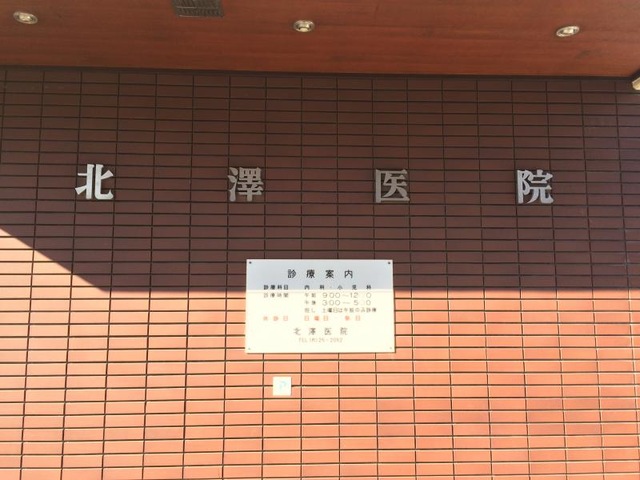 北澤医院
診療案内
診療科目 内科・小児科
診療時間 午前 9:00～12:0
午後 3:00～5:0
但し 土曜日は午前のみ診療
休診日 日曜日 祭日
北澤医院